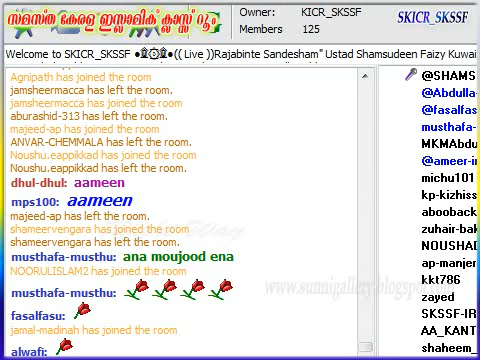 സമസ്ത കേരള ഇസ്ലാമിക് ക്ലാസ്സ് റൂം
Owner: KICR_SKSSF
Members 125
SKICR_SKSSF
Welcome to SKICR_SKSSF ●۩۞۩●(( Live ))Rajabinte Sandesham" Ustad Shamsudeen Faizy Kuwai
Agnipath has joined the room
jamsheermacca has left the room.
jamsheermacca has joined the room
aburashid-313 has left the room.
majeed-ap has joined the room
ANVAR-CHEMMALA has left the room.
Noushu.eappikkad has joined the room
Noushu.eappikkad has left the room.
dhul-dhul: aameen
mps100: aameen
majeed-ap has left the room.
shameervengara has joined the room
shameervengara has left the room.
musthafa-musthu: ana moujood ena
NOORULISLAM2 has joined the room
musthafa-musthu:
fasalfasu:
jamal-madinah has joined the room
alwafi:
www.sunnigallery.blogspot.com
@SHAMS
@Abdulla-
@fasalfasu
musthafa-
MKMAbdu
@ameer-i
michu101
kp-kizhiss
abooback
zuhair-bak
NOUSHAD
ap-manjer
kkt786
zayed
SKSSF-IR
AA_KANT
shaheem_